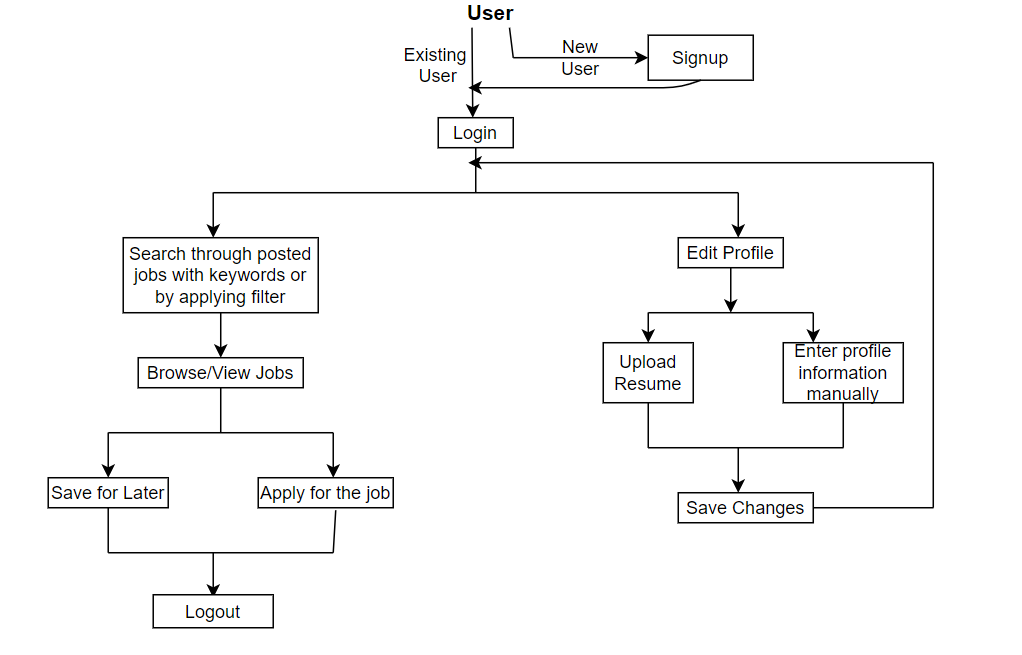 User
Existing
User
New
User
Signup
Login
Search through posted
jobs with keywords or
by applying filter
Edit Profile
Browse/View Jobs
Upload
Resume
Enter profile
information
manually
Save for Later
Apply for the job
Save Changes
Logout